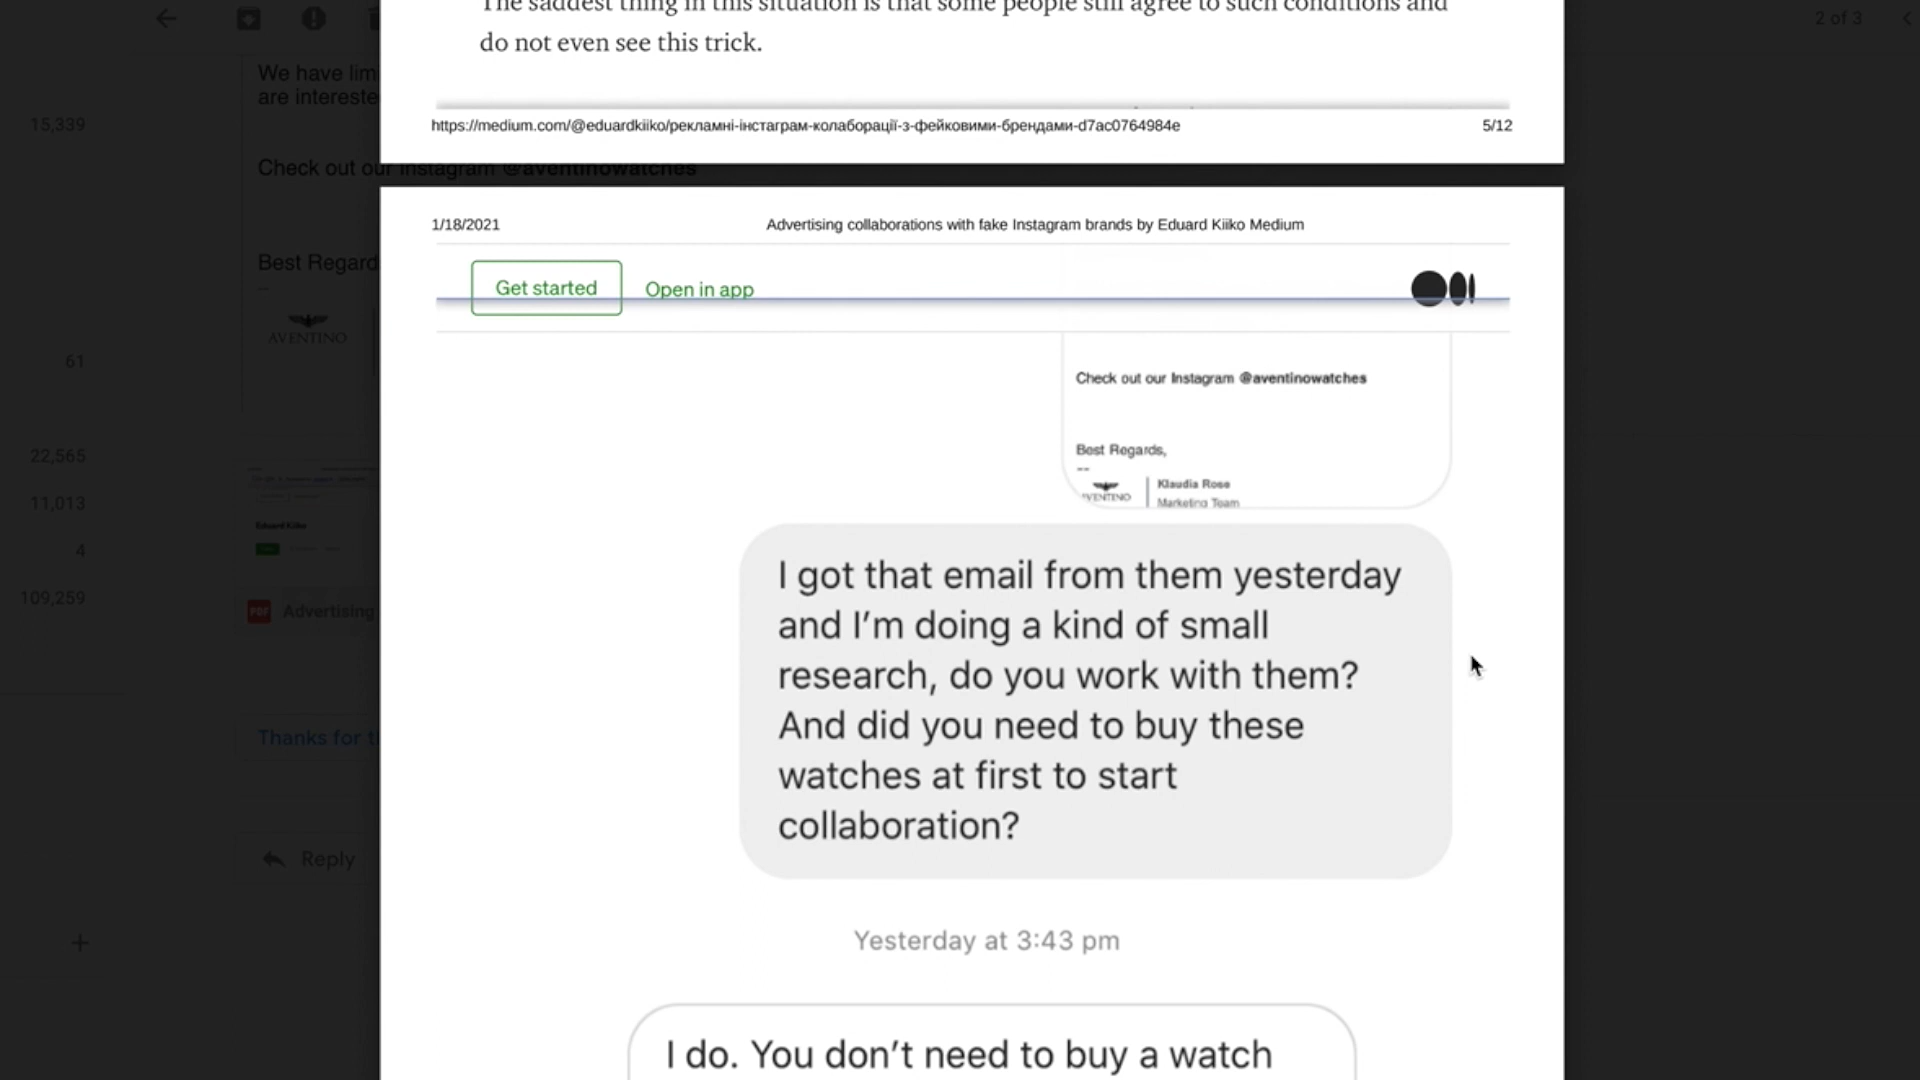 The saddest thing in this situation is that some people still agree to such conditions and
do not even see this trick.
https://medium.com/@eduardkiiko/рекламні-інстаграм-колаборації-з-фейковими-брендами-d7ac0764984e
5/12
2 of 3
We have lim
are intereste
15,339
Check out our Instagram @aventinowatches
Best Regard
--
AVENTINO
61
22,565
11,013
4
109,259
Eduard Kiiko
PDF Advertising
Thanks for t
Reply
1/18/2021
Advertising collaborations with fake Instagram brands by Eduard Kiiko Medium
Get started
Open in app
Check out our Instagram @aventinowatches
Best Regards,
--
AVENTINO
Klaudia Rose
Marketing Team
I got that email from them yesterday
and I'm doing a kind of small
research, do you work with them?
And did you need to buy these
watches at first to start
collaboration?
Yesterday at 3:43 pm
I do. You don't need to buy a watch